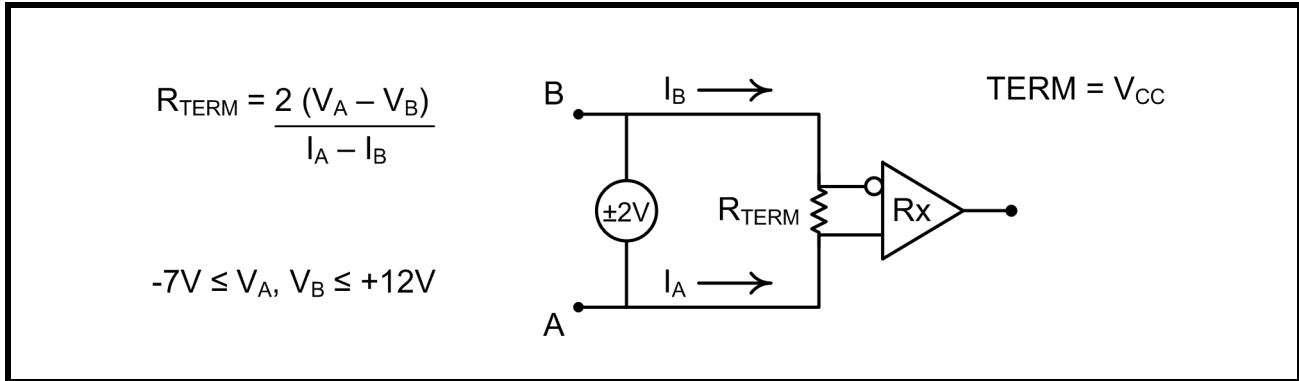 R_TERM = 2 (V_A – V_B)
I_A – I_B
-7V ≤ V_A, V_B ≤ +12V
B
I_B
±2V
R_TERM
Rx
I_A
A
TERM = V_CC